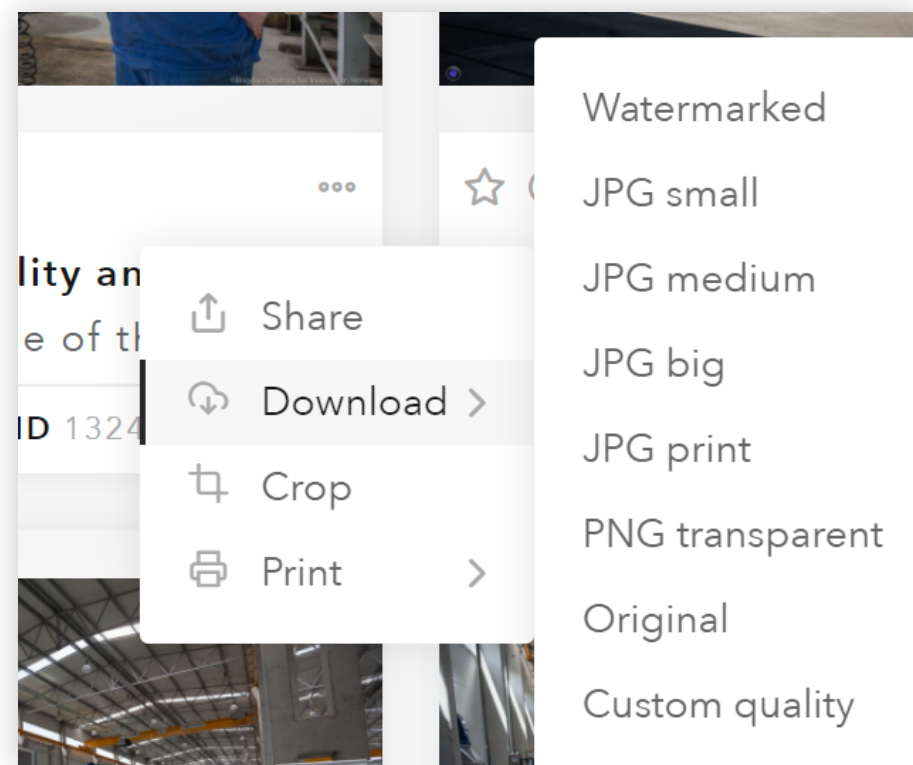 lity an
e of th
ID 1324
Share
Download
Crop
Print
Watermarked
JPG small
JPG medium
JPG big
JPG print
PNG transparent
Original
Custom quality